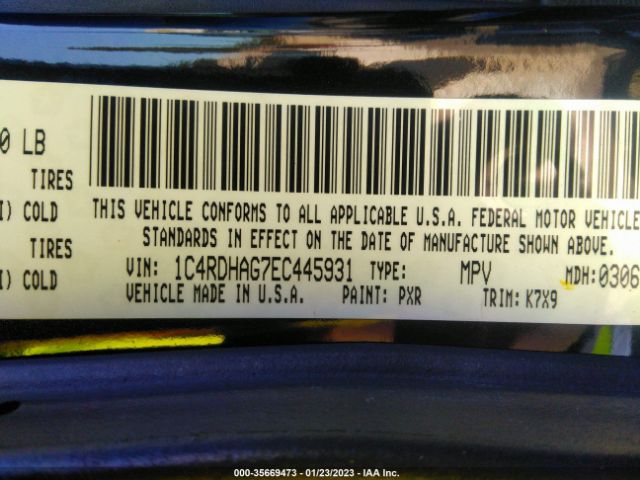 0 LB
TIRES
I) COLD
THIS VEHICLE CONFORMS TO ALL APPLICABLE U.S.A. FEDERAL MOTOR VEHICLE
TIRES
STANDARDS IN EFFECT ON THE DATE OF MANUFACTURE SHOWN ABOVE.
I) COLD
VIN: 1C4RDHAG7EC445931 TYPE: MPV MDH:0306
VEHICLE MADE IN U.S.A. PAINT: PXR TRIM: K7X9
000-35669473 - 01/23/2023 - IAA Inc.